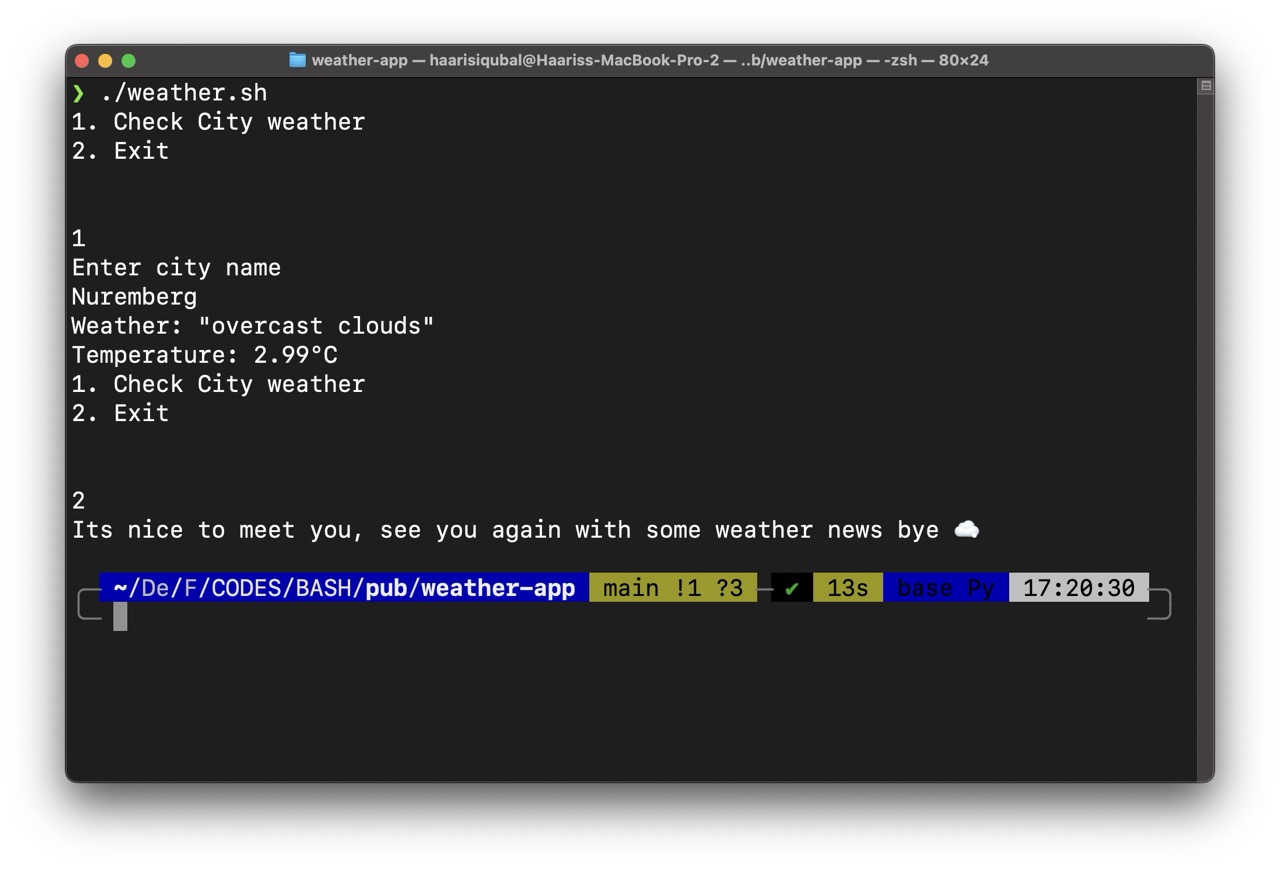 weather-app — haarisiqubal@Haariss-MacBook-Pro-2 — ..b/weather-app — -zsh — 80×24
❯ ./weather.sh
1. Check City weather
2. Exit
1
Enter city name
Nuremberg
Weather: "overcast clouds"
Temperature: 2.99°C
1. Check City weather
2. Exit
2
Its nice to meet you, see you again with some weather news bye ☁️
~/De/F/CODES/BASH/pub/weather-app main !1 ?3 ✔ 13s base Py 17:20:30